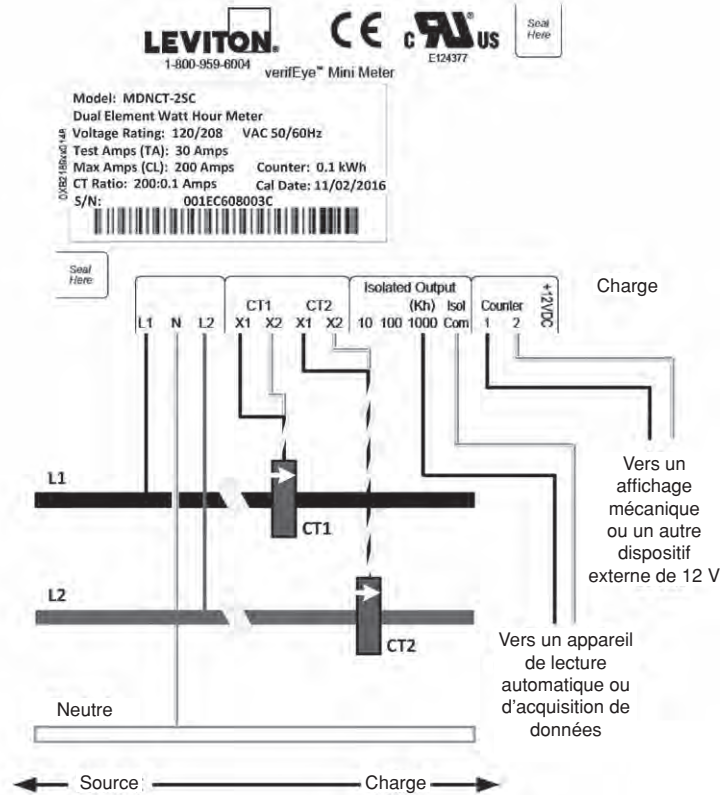 LEVITON.
1-800-959-6004
CE
c RU US
E124377
Seal
Here
verifEye™ Mini Meter
Model: MDNCT-2SC
Dual Element Watt Hour Meter
Voltage Rating: 120/208 VAC 50/60Hz
Test Amps (TA): 30 Amps
Max Amps (CL): 200 Amps Counter: 0.1 kWh
CT Ratio: 200:0.1 Amps Cal Date: 11/02/2016
S/N: 001EC608003C
Seal
Here
Isolated Output
CT1 CT2 (Kh) Isol Counter +12VDC
L1 N L2 X1 X2 X1 X2 10 100 1000 Com 1 2
Charge
L1
CT1
L2
CT2
Vers un
affichage
mécanique
ou un autre
dispositif
externe de 12 V
Vers un appareil
de lecture
automatique ou
d'acquisition de
données
Neutre
Source Charge